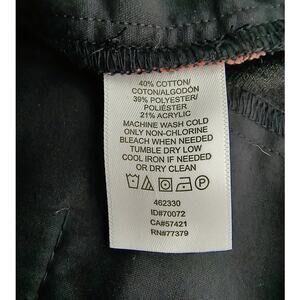 40% COTTON/
COTON/ALGODÓN
39% POLYESTER/
POLIÉSTER
21% ACRYLIC
MACHINE WASH COLD
ONLY NON-CHLORINE
BLEACH WHEN NEEDED
TUMBLE DRY LOW
COOL IRON IF NEEDED
OR DRY CLEAN
P
462330
ID#70072
CA#57421
RN#77379